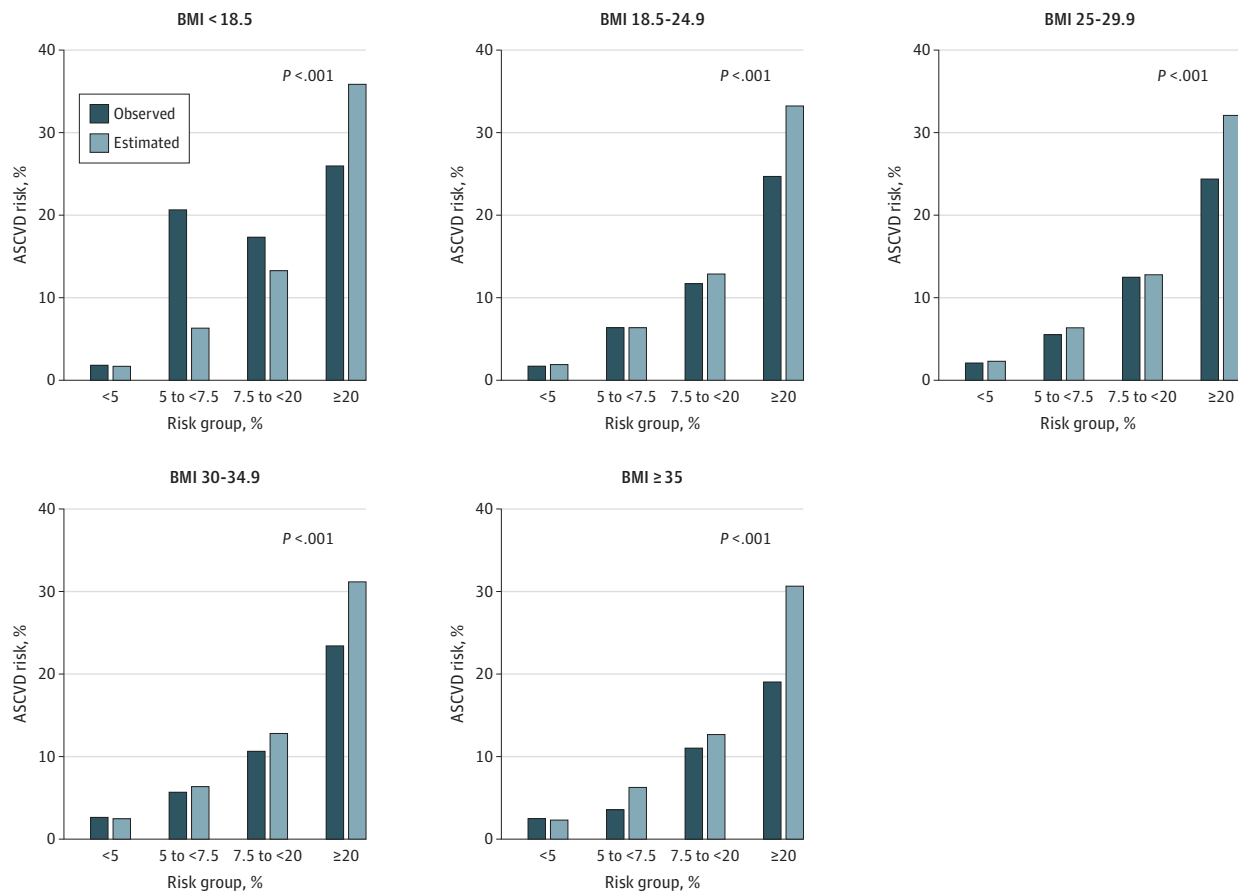 BMI < 18.5
40
30
20
10
0
ASCVD risk, %
P <.001
Observed
Estimated
<5 5 to <7.5 7.5 to <20 ≥20
Risk group, %
BMI 18.5-24.9
40
30
20
10
0
ASCVD risk, %
P <.001
<5 5 to <7.5 7.5 to <20 ≥20
Risk group, %
BMI 25-29.9
40
30
20
10
0
ASCVD risk, %
P <.001
<5 5 to <7.5 7.5 to <20 ≥20
Risk group, %
BMI 30-34.9
40
30
20
10
0
ASCVD risk, %
P <.001
<5 5 to <7.5 7.5 to <20 ≥20
Risk group, %
BMI ≥ 35
40
30
20
10
0
ASCVD risk, %
P <.001
<5 5 to <7.5 7.5 to <20 ≥20
Risk group, %